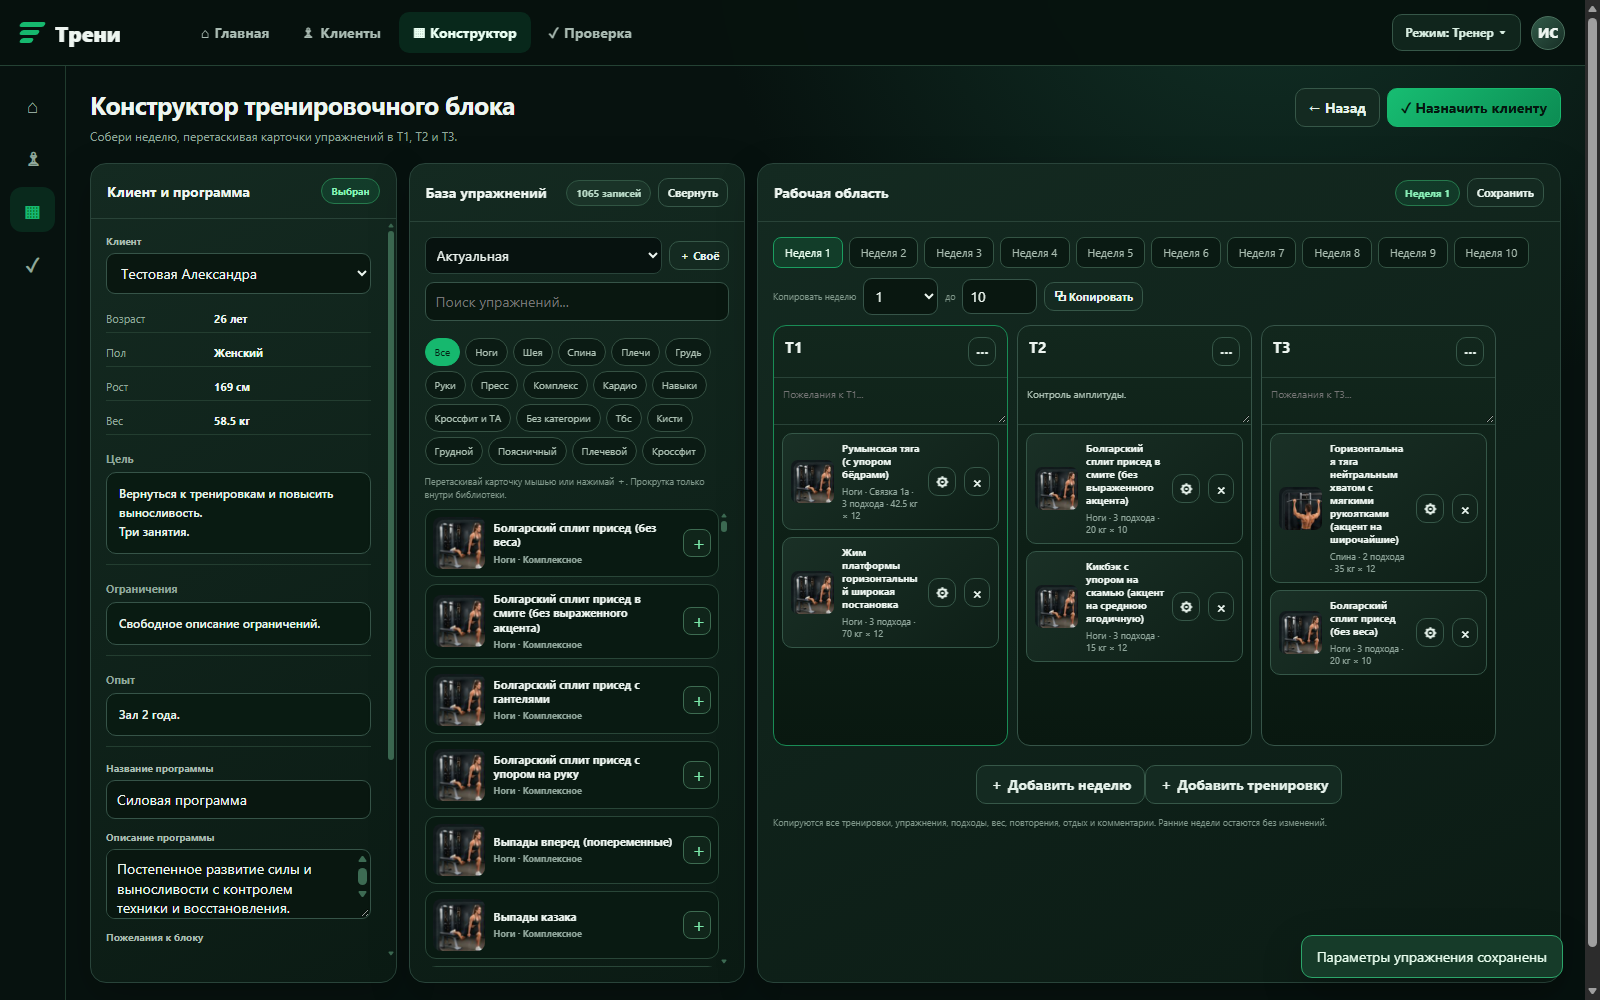 Трени
Главная
Клиенты
Конструктор
Проверка
Режим: Тренер
ИС
Конструктор тренировочного блока
Собери неделю, перетаскивая карточки упражнений в Т1, Т2 и Т3.
← Назад
✓ Назначить клиенту
Клиент и программа
Выбран
Клиент
Тестовая Александра
Возраст
26 лет
Пол
Женский
Рост
169 см
Вес
58.5 кг
Цель
Вернуться к тренировкам и повысить
выносливость.
Три занятия.
Ограничения
Свободное описание ограничений.
Опыт
Зал 2 года.
Название программы
Силовая программа
Описание программы
Постепенное развитие силы и
выносливости с контролем
техники и восстановления.
Пожелания к блоку
База упражнений
1065 записей
Свернуть
Актуальная
+ Своё
Поиск упражнений...
Все
Ноги
Шея
Спина
Плечи
Грудь
Руки
Пресс
Комплекс
Кардио
Навыки
Кроссфит и ТА
Без категории
Тбс
Кисти
Грудной
Поясничный
Плечевой
Кроссфит
Перетаскивай карточку мышью или нажимай +. Прокрутка только
внутри библиотеки.
Болгарский сплит присед (без
веса)
Ноги · Комплексное
+
Болгарский сплит присед в
смите (без выраженного
акцента)
Ноги · Комплексное
+
Болгарский сплит присед с
гантелями
Ноги · Комплексное
+
Болгарский сплит присед с
упором на руку
Ноги · Комплексное
+
Выпады вперед (попеременные)
Ноги · Комплексное
+
Выпады казака
Ноги · Комплексное
+
Рабочая область
Неделя 1
Сохранить
Неделя 1
Неделя 2
Неделя 3
Неделя 4
Неделя 5
Неделя 6
Неделя 7
Неделя 8
Неделя 9
Неделя 10
Копировать неделю
1
до
10
Копировать
Т1
---
Пожелания к Т1...
Румынская тяга
(с упором
бёдрами)
Ноги · Связка 1а ·
3 подхода · 42.5 кг
× 12
×
Жим
платформы
горизонтальны
й широкая
постановка
Ноги · 3 подхода ·
70 кг × 12
×
Т2
---
Контроль амплитуды.
Болгарский
сплит присед в
смите (без
выраженного
акцента)
Ноги · 3 подхода ·
20 кг × 10
×
Кикбэк с
упором на
скамью (акцент
на среднюю
ягодичную)
Ноги · 3 подхода ·
15 кг × 12
×
Т3
---
Пожелания к Т3...
Горизонтальна
я тяга
нейтральным
хватом с
мягкими
рукоятками
(акцент на
широчайшие)
Спина · 2 подхода
· 35 кг × 12
×
Болгарский
сплит присед
(без веса)
Ноги · 3 подхода ·
20 кг × 10
×
+ Добавить неделю
+ Добавить тренировку
Копируются все тренировки, упражнения, подходы, вес, повторения, отдых и комментарии. Ранние недели остаются без изменений.
Параметры упражнения сохранены